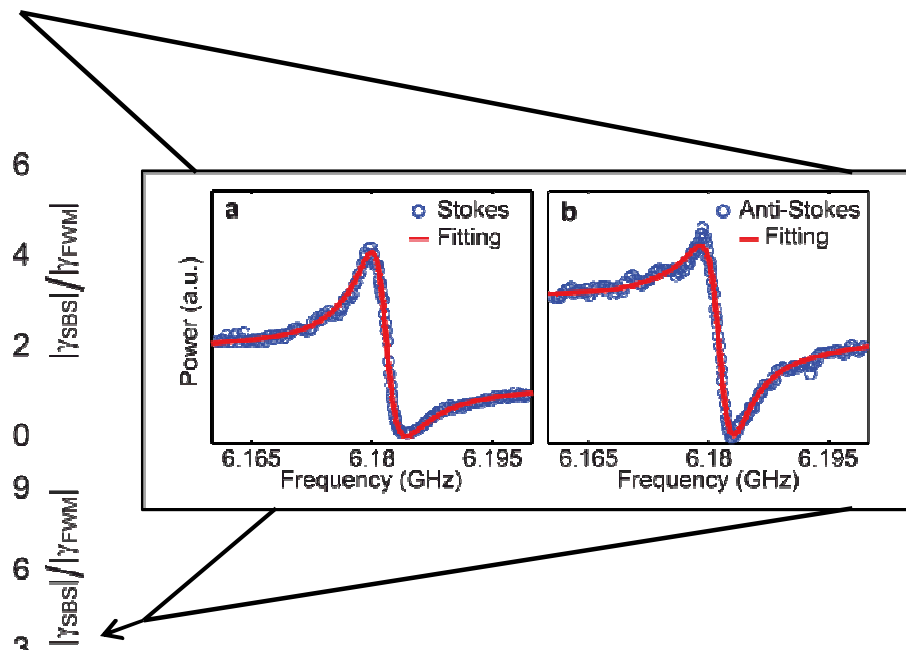 6
4
2
0
|γSBS|/|γFWM|
9
6
3
|γSBS|/|γFWM|
a
Stokes
Fitting
Power (a.u.)
6.165 6.18 6.195
Frequency (GHz)
b
Anti-Stokes
Fitting
6.165 6.18 6.195
Frequency (GHz)